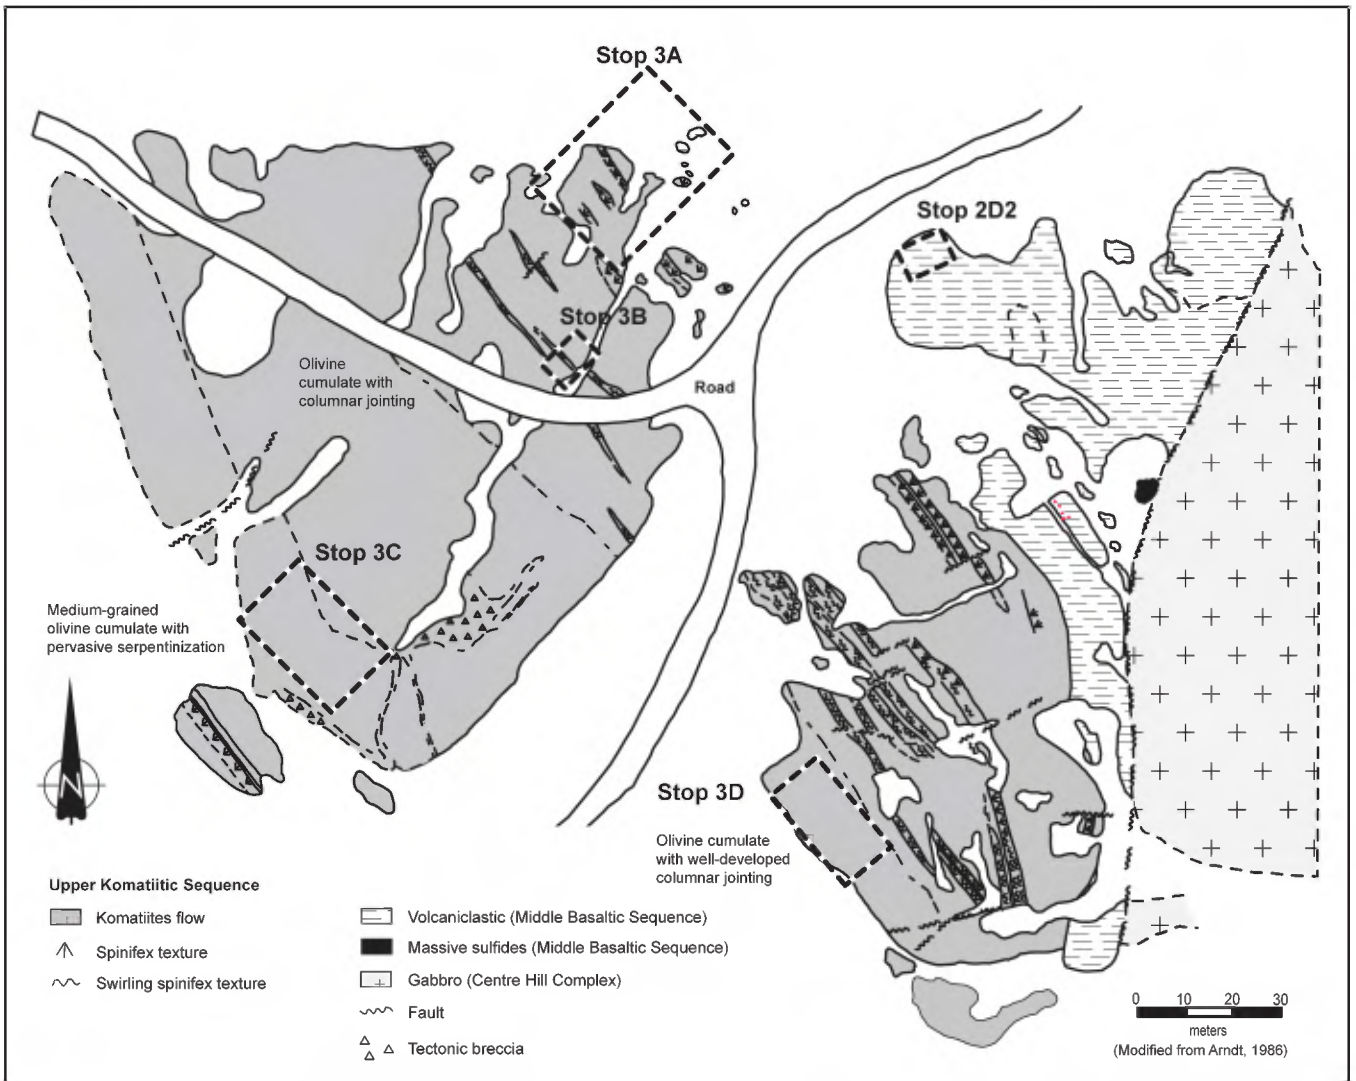 Stop 3A
Stop 2D2
Stop 3B
Olivine
cumulate with
columnar jointing
Road
Stop 3C
Medium-grained
olivine cumulate with
pervasive serpentinization
N
Stop 3D
Olivine cumulate
with well-developed
columnar jointing
Upper Komatiitic Sequence
Komatiites flow
Spinifex texture
Swirling spinifex texture
Volcaniclastic (Middle Basaltic Sequence)
Massive sulfides (Middle Basaltic Sequence)
Gabbro (Centre Hill Complex)
Fault
Tectonic breccia
0 10 20 30
meters
(Modified from Arndt, 1986)